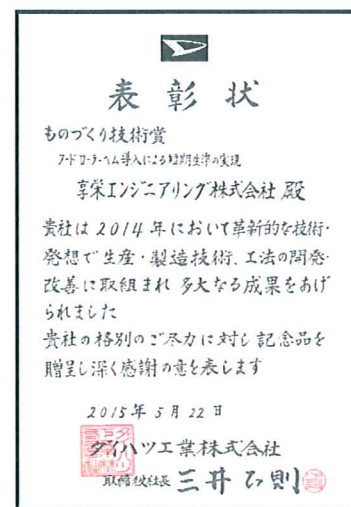 表彰状
ものづくり技術賞
フードローラーヘム導入による短期生準の実現
享栄エンジニアリング株式会社 殿
貴社は2014年において革新的な技術・
発想で生産・製造技術、工法の開発・
改善に取組まれ 多大なる成果をあげ
られました
貴社の格別のご尽力に対し記念品を
贈呈し深く感謝の意を表します
2015年5月22日
ダイハツ工業株式会社
取締役社長 三井正則